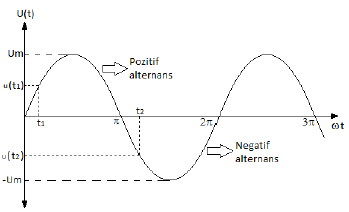 U(t)
Um
Pozitif
alternans
u(t₁)
t₁
π
t₂
2π
3π
ωt
u(t₂)
Negatif
alternans
-Um